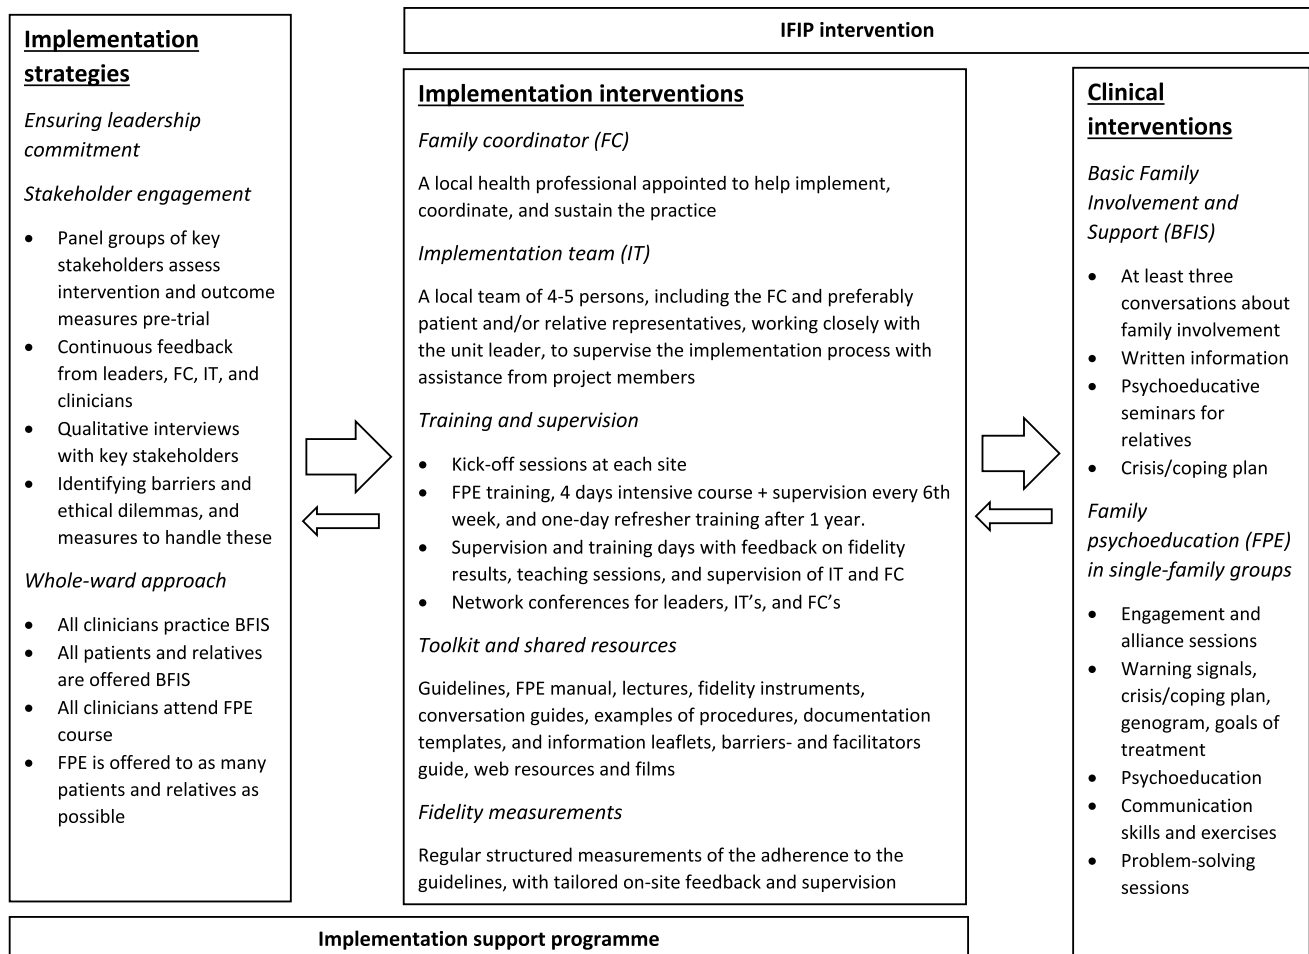 IFIP intervention
Implementation
strategies
Ensuring leadership
commitment
Stakeholder engagement
• Panel groups of key
stakeholders assess
intervention and outcome
measures pre-trial
• Continuous feedback
from leaders, FC, IT, and
clinicians
• Qualitative interviews
with key stakeholders
• Identifying barriers and
ethical dilemmas, and
measures to handle these
Whole-ward approach
• All clinicians practice BFIS
• All patients and relatives
are offered BFIS
• All clinicians attend FPE
course
• FPE is offered to as many
patients and relatives as
possible
Implementation interventions
Family coordinator (FC)
A local health professional appointed to help implement,
coordinate, and sustain the practice
Implementation team (IT)
A local team of 4-5 persons, including the FC and preferably
patient and/or relative representatives, working closely with
the unit leader, to supervise the implementation process with
assistance from project members
Training and supervision
• Kick-off sessions at each site
• FPE training, 4 days intensive course + supervision every 6th
week, and one-day refresher training after 1 year.
• Supervision and training days with feedback on fidelity
results, teaching sessions, and supervision of IT and FC
• Network conferences for leaders, IT’s, and FC’s
Toolkit and shared resources
Guidelines, FPE manual, lectures, fidelity instruments,
conversation guides, examples of procedures, documentation
templates, and information leaflets, barriers- and facilitators
guide, web resources and films
Fidelity measurements
Regular structured measurements of the adherence to the
guidelines, with tailored on-site feedback and supervision
Clinical
interventions
Basic Family
Involvement and
Support (BFIS)
• At least three
conversations about
family involvement
• Written information
• Psychoeducative
seminars for
relatives
• Crisis/coping plan
Family
psychoeducation (FPE)
in single-family groups
• Engagement and
alliance sessions
• Warning signals,
crisis/coping plan,
genogram, goals of
treatment
• Psychoeducation
• Communication
skills and exercises
• Problem-solving
sessions
Implementation support programme